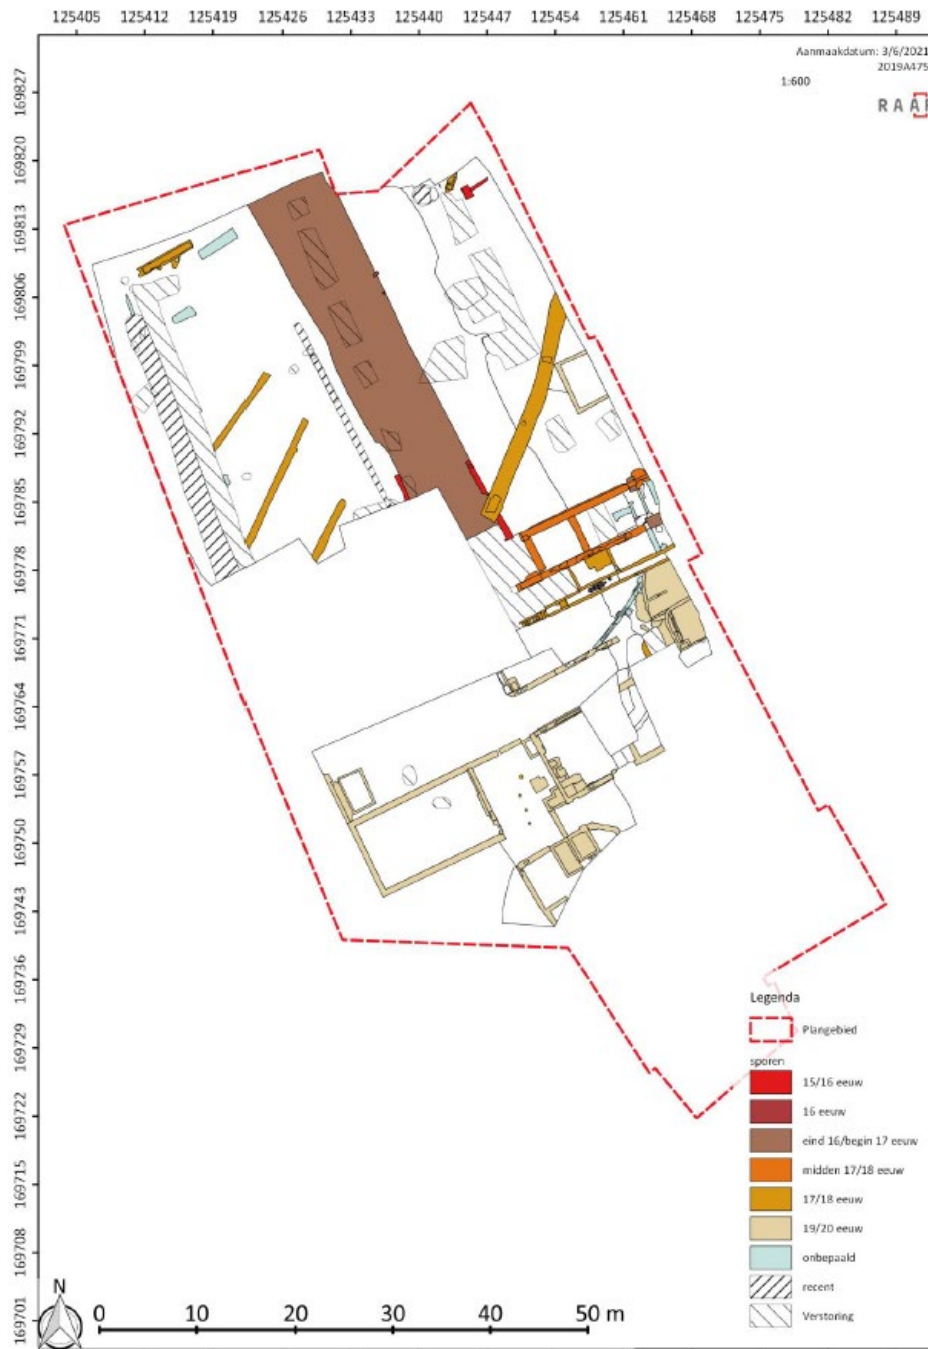 125405 125412 125419 125426 125433 125440 125447 125454 125461 125468 125475 125482 125489
Aanmaakdatum: 3/6/2021
2019A475
1:600
RAA
169827
169820
169813
169806
169799
169792
169785
169778
169771
169764
169757
169750
169743
169736
169729
169722
169715
169708
169701
Legenda
Plangebied
sporen
15/16 eeuw
16 eeuw
eind 16/begin 17 eeuw
midden 17/18 eeuw
17/18 eeuw
19/20 eeuw
onbepaald
recent
Verstoring
N
0 10 20 30 40 50 m